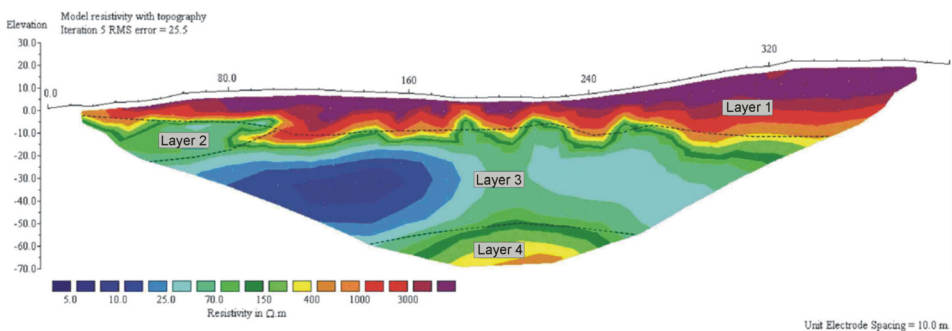 Model resistivity with topography
Elevation Iteration 5 RMS error = 25.5
30.0
20.0
10.0
0.0
-10.0
-20.0
-30.0
-40.0
-50.0
-60.0
-70.0
0.0 80.0 160 240 320
Layer 1
Layer 2
Layer 3
Layer 4
5.0 10.0 25.0 70.0 150 400 1000 3000
Resistivity in Ω.m
Unit Electrode Spacing = 10.0 m.